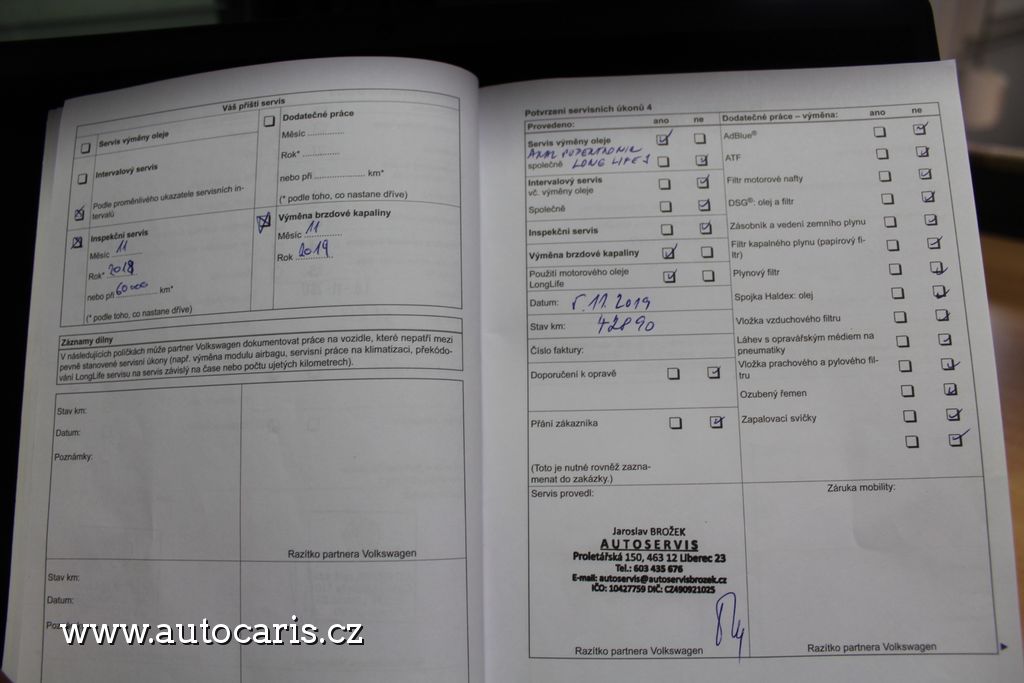 Váš příští servis
Servis výměny oleje
Intervalový servis
Podle proměnlivého ukazatele servisních in-
tervalů
Inspekční servis
Měsíc 11
Rok* 2018
nebo při 60 000 km*
(* podle toho, co nastane dříve)
Dodatečné práce
Měsíc ...............
Rok* ...............
nebo při ..................... km*
(* podle toho, co nastane dříve)
Výměna brzdové kapaliny
Měsíc 11
Rok 2019
Záznamy dílny
V následujících políčkách může partner Volkswagen dokumentovat práce na vozidle, které nepatří mezi
pevně stanovené servisní úkony (např. výměna modulu airbagu, servisní práce na klimatizaci, překódo-
vání LongLife servisu na servis závislý na čase nebo počtu ujetých kilometrech).
Stav km:
Datum:
Poznámky:
Razítko partnera Volkswagen
Stav km:
Datum:
www.autocaris.cz
Potvrzení servisních úkonů 4
Provedeno: ano ne
Servis výměny oleje
společně LONG LIFE 3
Intervalový servis
vč. výměny oleje
Společně
Inspekční servis
Výměna brzdové kapaliny
Použití motorového oleje
LongLife
Datum: 5.11.2019
Stav km: 42890
Číslo faktury:
Doporučení k opravě
Přání zákazníka
(Toto je nutné rovněž zazna-
menat do zakázky.)
Servis provedl:
Jaroslav BROŽEK
AUTOSERVIS
Proletářská 150, 463 12 Liberec 23
Tel.: 603 435 676
E-mail: autoservis@autoservisbrozek.cz
IČO: 10427759 DIČ: CZ490921025
Razítko partnera Volkswagen
Dodatečné práce – výměna: ano ne
AdBlue®
ATF
Filtr motorové nafty
DSG®: olej a filtr
Zásobník a vedení zemního plynu
Filtr kapalného plynu (papírový fi-
ltr)
Plynový filtr
Spojka Haldex: olej
Vložka vzduchového filtru
Láhev s opravářským médiem na
pneumatiky
Vložka prachového a pylového fil-
tru
Ozubený řemen
Zapalovací svíčky
Záruka mobility:
Razítko partnera Volkswagen